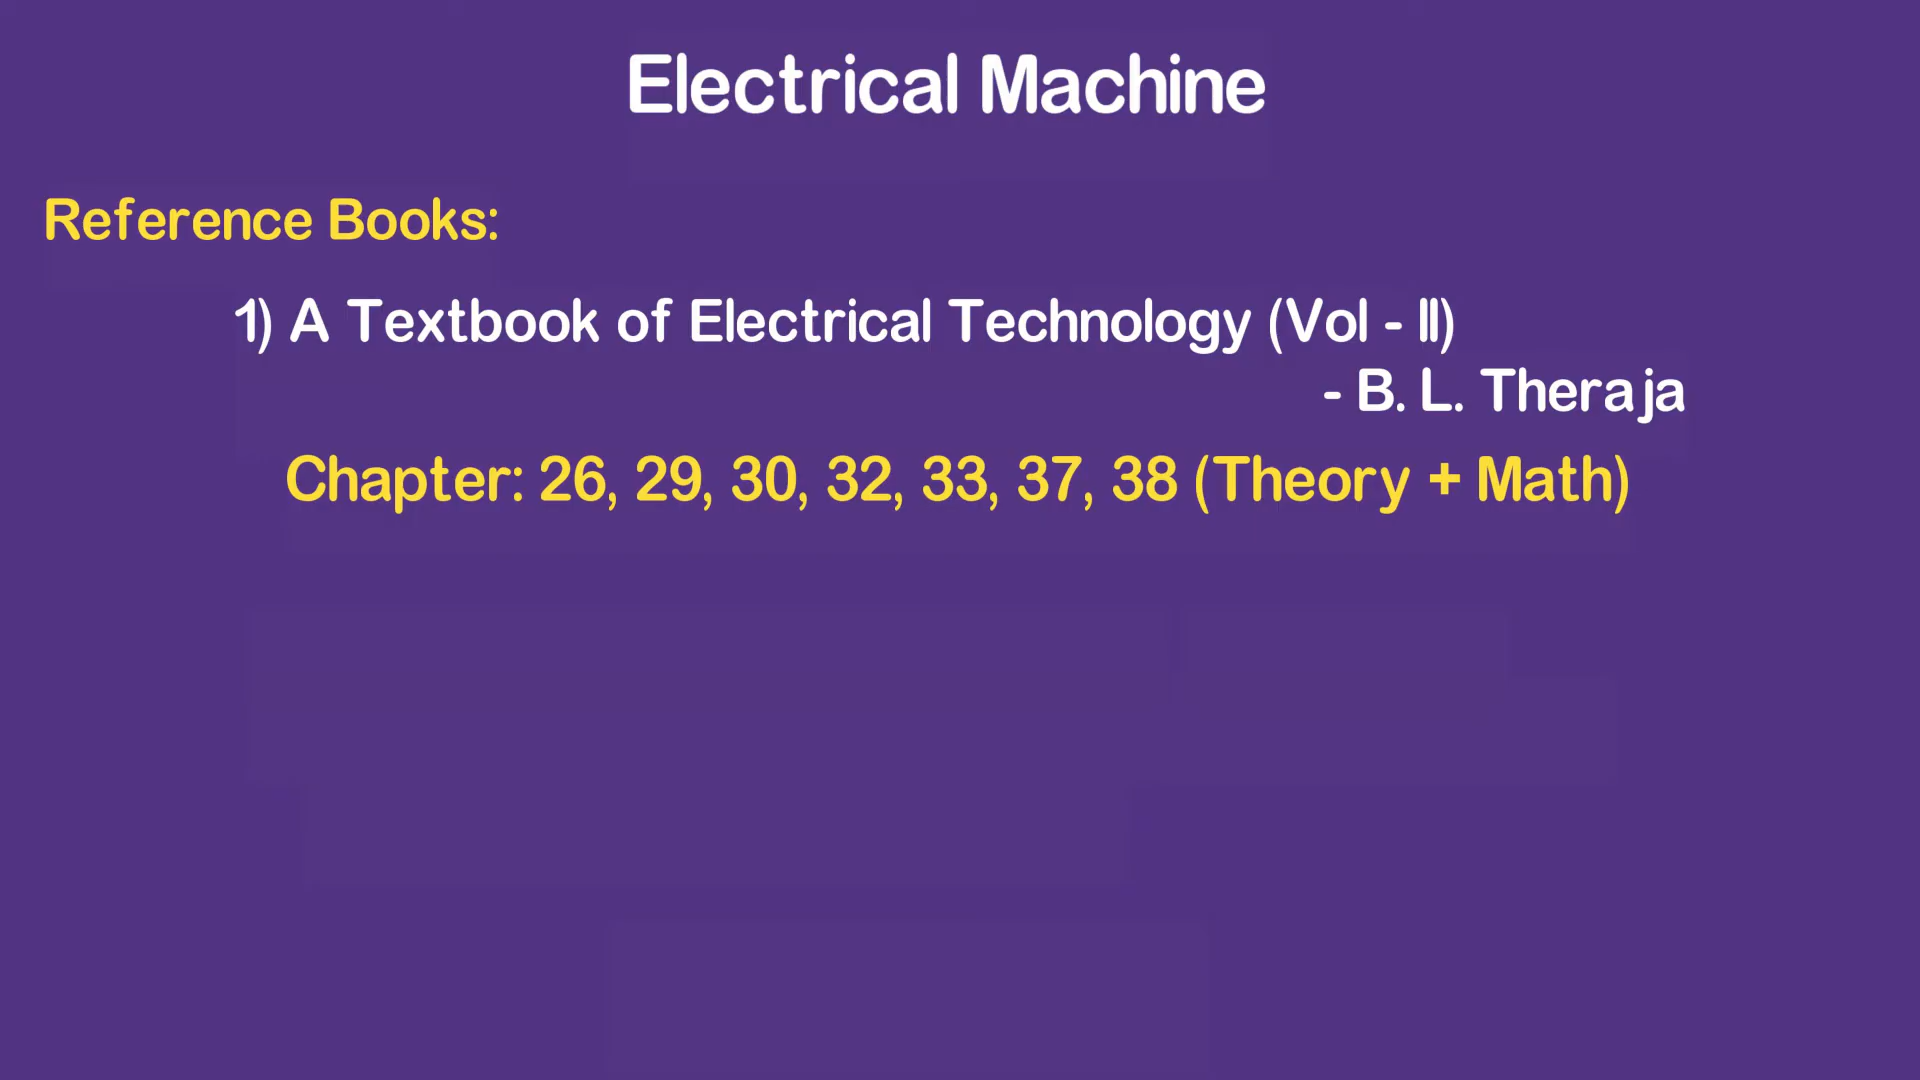 Electrical Machine
Reference Books:
1) A Textbook of Electrical Technology (Vol - II)
- B. L. Theraja
Chapter: 26, 29, 30, 32, 33, 37, 38 (Theory + Math)